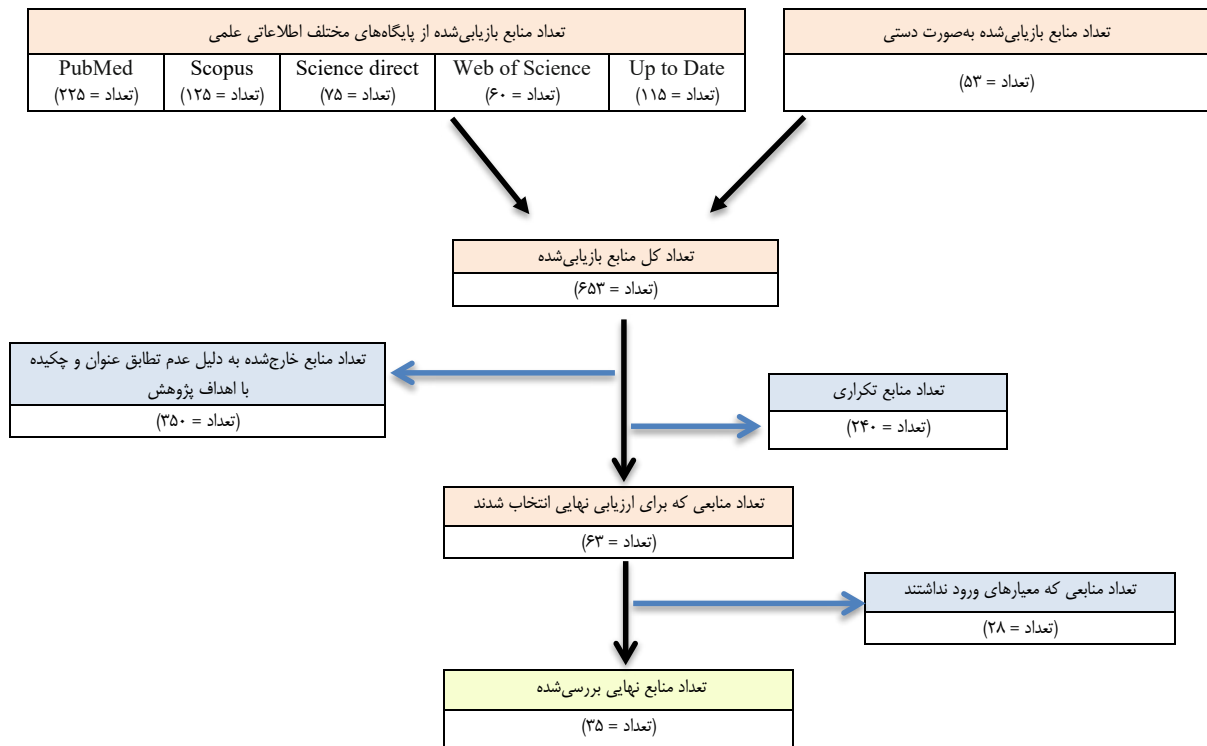 تعداد منابع بازیابی‌شده به‌صورت دستی
(تعداد = ۵۳)
تعداد منابع بازیابی‌شده از پایگاه‌های مختلف اطلاعاتی علمی
PubMed
(تعداد = ۲۲۵)
Scopus
(تعداد = ۱۲۵)
Science direct
(تعداد = ۷۵)
Web of Science
(تعداد = ۶۰)
Up to Date
(تعداد = ۱۱۵)
تعداد کل منابع بازیابی‌شده
(تعداد = ۶۵۳)
تعداد منابع خارج‌شده به دلیل عدم تطابق عنوان و چکیده
با اهداف پژوهش
(تعداد = ۳۵۰)
تعداد منابع تکراری
(تعداد = ۲۴۰)
تعداد منابعی که برای ارزیابی نهایی انتخاب شدند
(تعداد = ۶۳)
تعداد منابعی که معیارهای ورود نداشتند
(تعداد = ۲۸)
تعداد منابع نهایی بررسی‌شده
(تعداد = ۳۵)